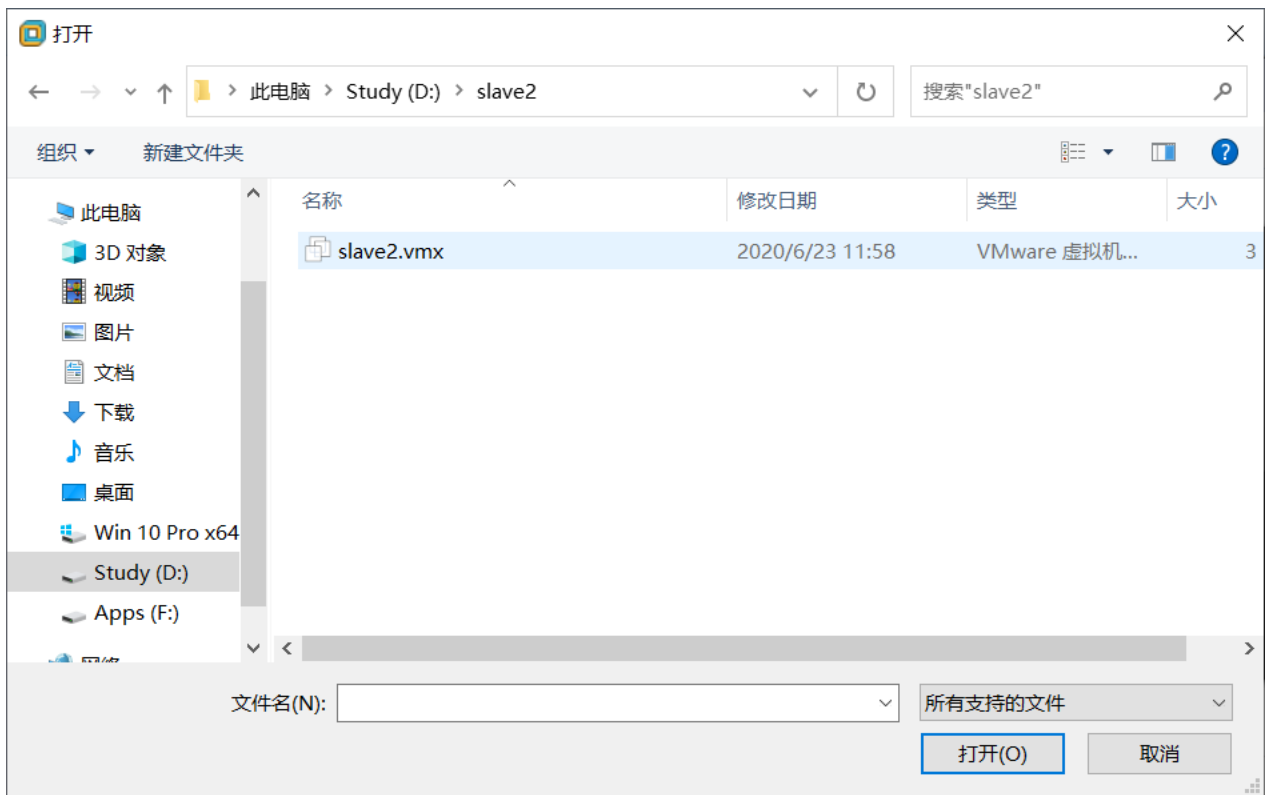 打开
此电脑 > Study (D:) > slave2
搜索"slave2"
组织 新建文件夹
名称 修改日期 类型 大小
slave2.vmx 2020/6/23 11:58 VMware 虚拟机... 3
此电脑
3D 对象
视频
图片
文档
下载
音乐
桌面
Win 10 Pro x64
Study (D:)
Apps (F:)
文件名(N): 所有支持的文件
打开(O) 取消